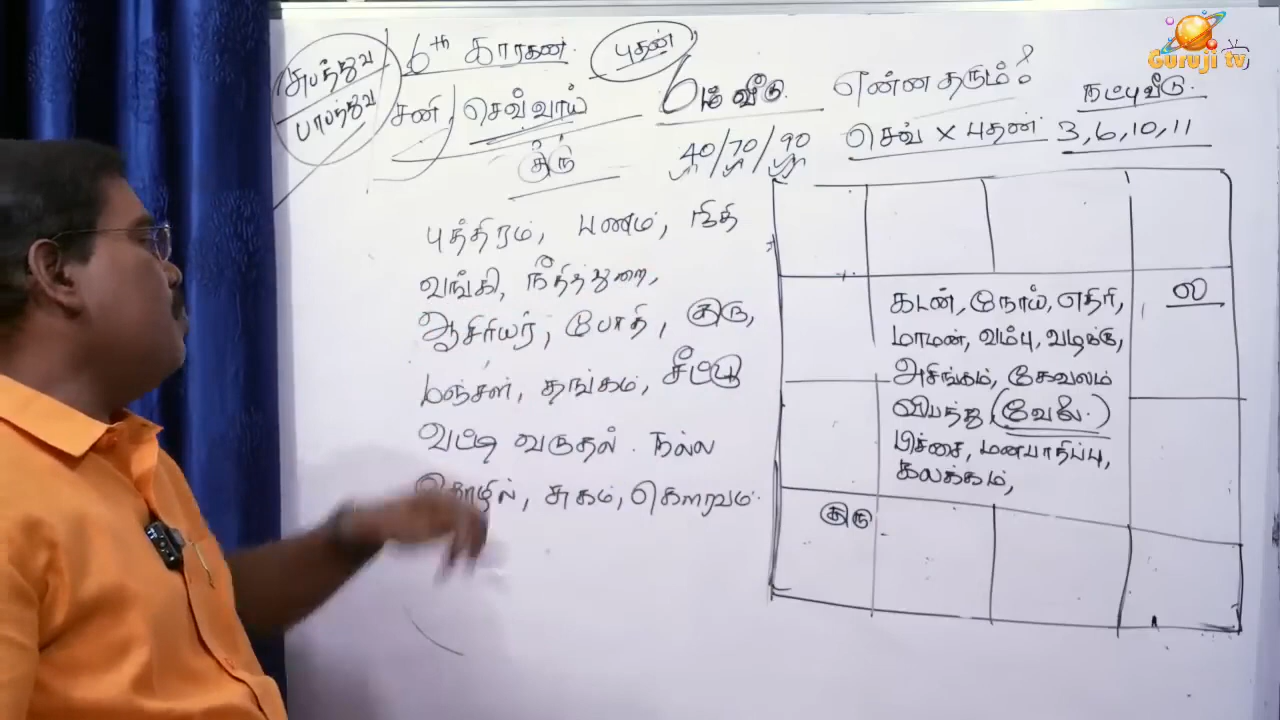 சுபத்துவ
பாபத்துவ
6th காரகன்.
சனி, செவ்வாய்
குரு
புதன்
6ம் வீடு.
40/70/90
என்ன தரும்?
செவ் x புதன்
நட்பு வீடு.
3, 6, 10, 11
புத்திரம், பணம், நிதி
வங்கி, நீதித்துறை,
ஆசிரியர், போதி, குரு,
மஞ்சள், தங்கம், சீட்டு
வட்டி வருதல். நல்ல
தொழில், சுகம், கௌரவம்.
ல
கடன், நோய், எதிரி,
மாமன், வம்பு, வழக்கு,
அசிங்கம், கேவலம்
விபத்து (வேலை.)
பிச்சை, மனபாதிப்பு,
கலக்கம்,
குரு
Guruji tv